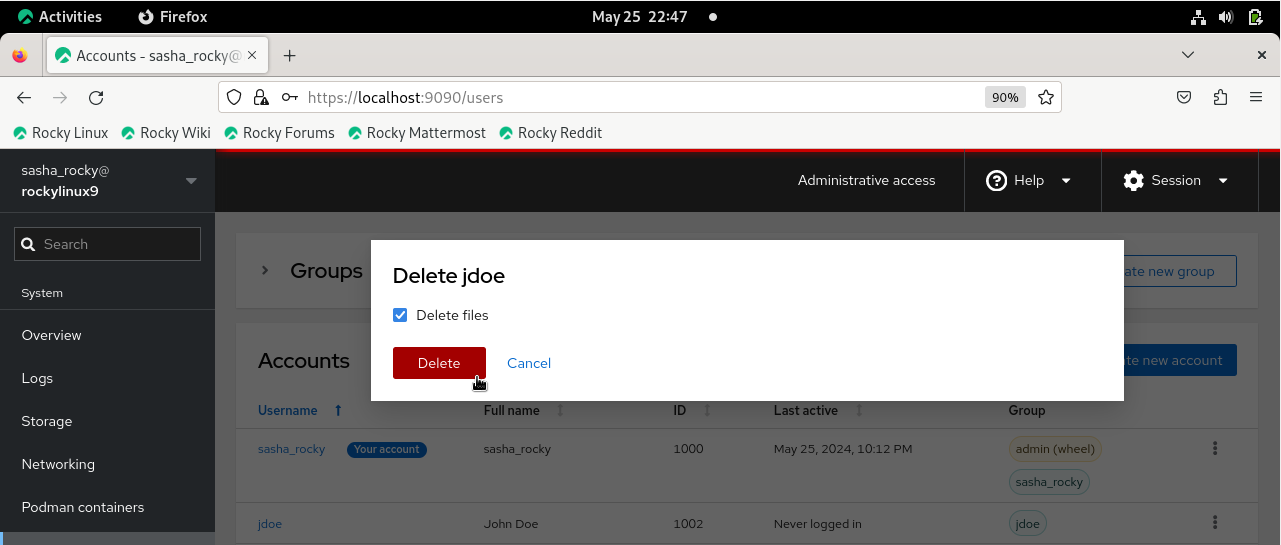 Activities Firefox May 25 22:47
Accounts - sasha_rocky@
https://localhost:9090/users 90%
Rocky Linux Rocky Wiki Rocky Forums Rocky Mattermost Rocky Reddit
sasha_rocky@
rockylinux9
Administrative access Help Session
Search
System
Overview
Logs
Storage
Networking
Podman containers
Groups
new group
Delete jdoe
Delete files
Delete Cancel
Accounts
new account
Username Full name ID Last active Group
sasha_rocky Your account sasha_rocky 1000 May 25, 2024, 10:12 PM admin (wheel)
sasha_rocky
jdoe John Doe 1002 Never logged in jdoe